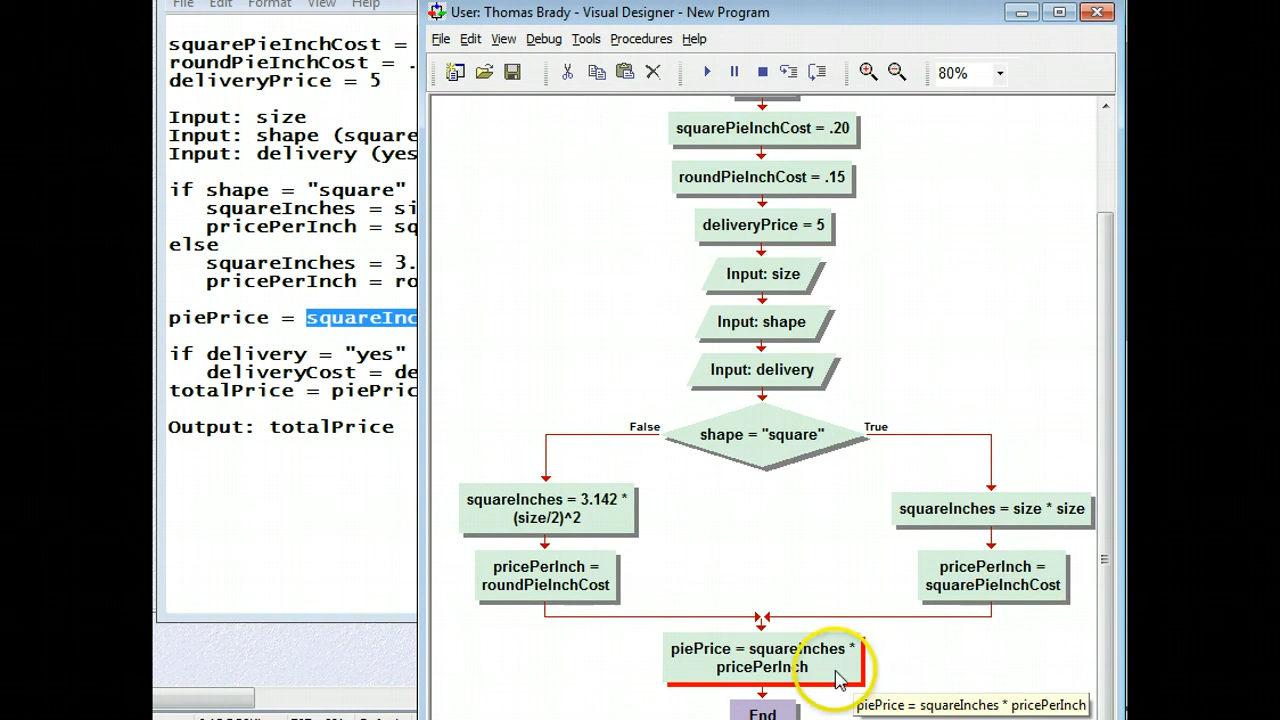 File Edit Format View Help
squarePieInchCost =
roundPieInchCost = .
deliveryPrice = 5
Input: size
Input: shape (square
Input: delivery (yes
if shape = "square"
squareInches = si
pricePerInch = sq
else
squareInches = 3.
pricePerInch = ro
piePrice = squareInc
if delivery = "yes"
deliveryCost = de
totalPrice = piePric
Output: totalPrice
User: Thomas Brady - Visual Designer - New Program
File Edit View Debug Tools Procedures Help
80%
squarePieInchCost = .20
roundPieInchCost = .15
deliveryPrice = 5
Input: size
Input: shape
Input: delivery
False
shape = "square"
True
squareInches = 3.142 *
(size/2)^2
squareInches = size * size
pricePerInch =
roundPieInchCost
pricePerInch =
squarePieInchCost
piePrice = squareInches *
pricePerInch
piePrice = squareInches * pricePerInch
End